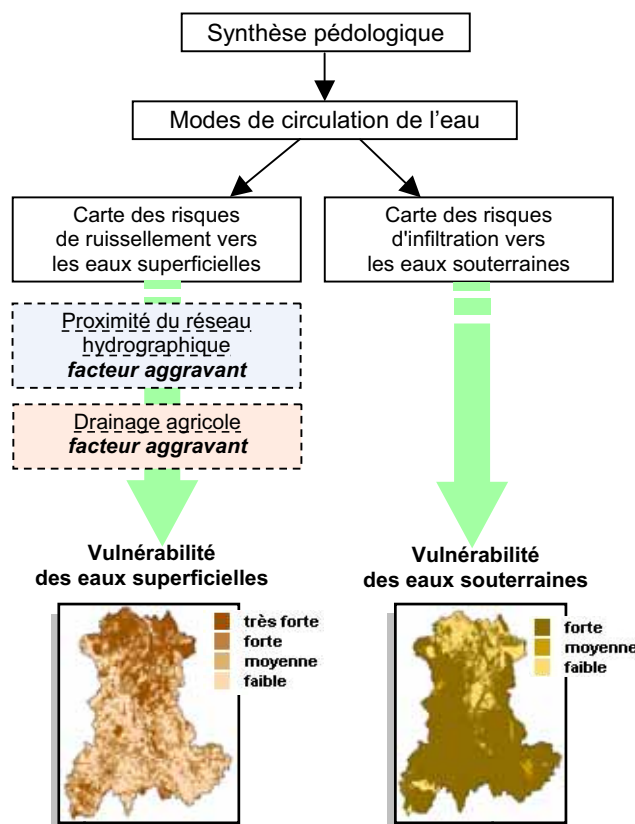 Synthèse pédologique
Modes de circulation de l'eau
Carte des risques
de ruissellement vers
les eaux superficielles
Carte des risques
d'infiltration vers
les eaux souterraines
Proximité du réseau
hydrographique
facteur aggravant
Drainage agricole
facteur aggravant
Vulnérabilité
des eaux superficielles
Vulnérabilité
des eaux souterraines
très forte
forte
moyenne
faible
forte
moyenne
faible